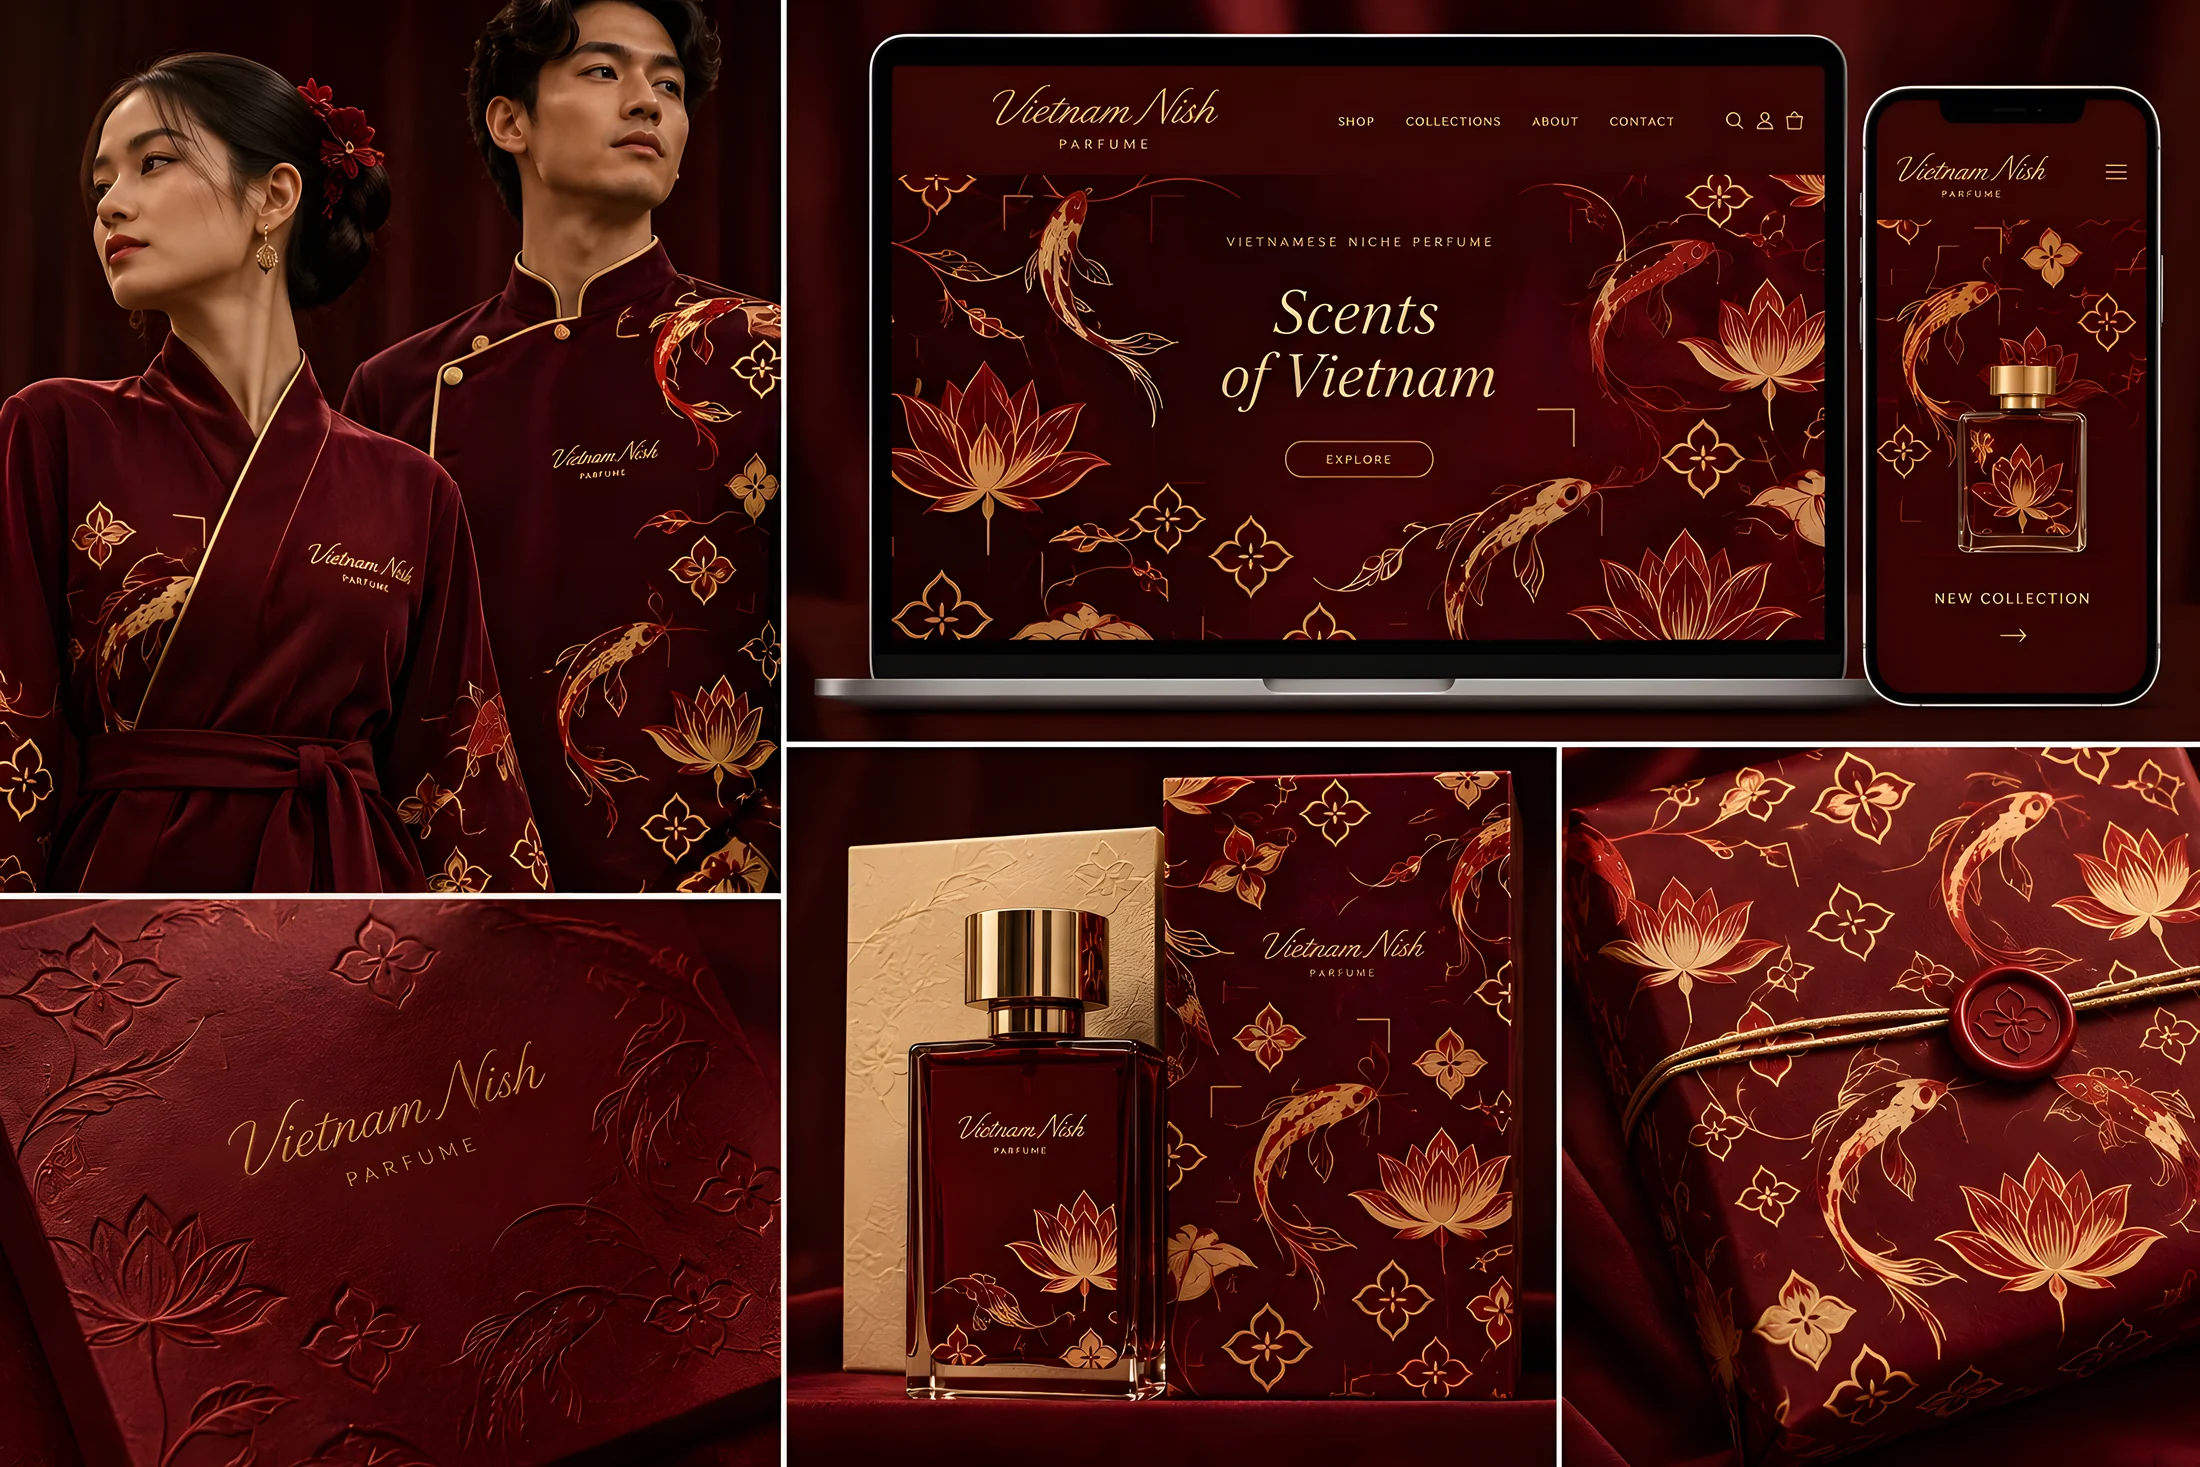 Vietnam Nish
PARFUME
Vietnam Nish
PARFUME
Vietnam Nish
PARFUME
SHOP COLLECTIONS ABOUT CONTACT
VIETNAMESE NICHE PERFUME
Scents
of Vietnam
EXPLORE
Vietnam Nish
PARFUME
NEW COLLECTION
Vietnam Nish
PARFUME
Vietnam Nish
PARFUME
Vietnam Nish
PARFUME